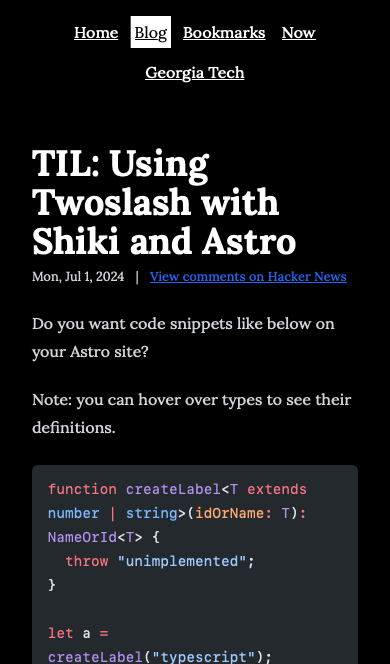 Home Blog Bookmarks Now
Georgia Tech
TIL: Using
Twoslash with
Shiki and Astro
Mon, Jul 1, 2024 | View comments on Hacker News
Do you want code snippets like below on
your Astro site?
Note: you can hover over types to see their
definitions.
function createLabel<T extends
number | string>(idOrName: T):
NameOrId<T> {
  throw "unimplemented";
}
let a =
createLabel("typescript");